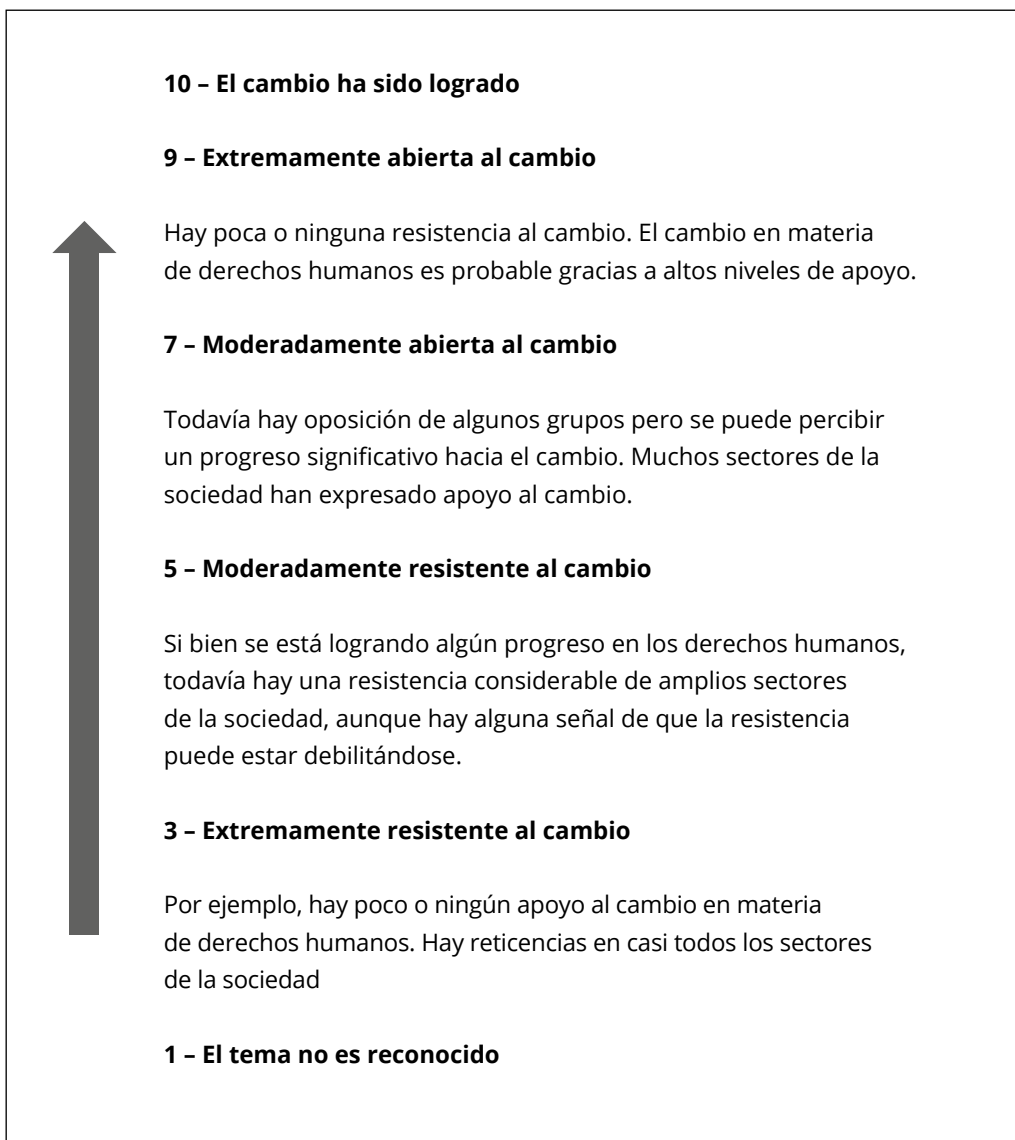 10 – El cambio ha sido logrado
9 – Extremamente abierta al cambio
Hay poca o ninguna resistencia al cambio. El cambio en materia
de derechos humanos es probable gracias a altos niveles de apoyo.
7 – Moderadamente abierta al cambio
Todavía hay oposición de algunos grupos pero se puede percibir
un progreso significativo hacia el cambio. Muchos sectores de la
sociedad han expresado apoyo al cambio.
5 – Moderadamente resistente al cambio
Si bien se está logrando algún progreso en los derechos humanos,
todavía hay una resistencia considerable de amplios sectores
de la sociedad, aunque hay alguna señal de que la resistencia
puede estar debilitándose.
3 – Extremamente resistente al cambio
Por ejemplo, hay poco o ningún apoyo al cambio en materia
de derechos humanos. Hay reticencias en casi todos los sectores
de la sociedad
1 – El tema no es reconocido